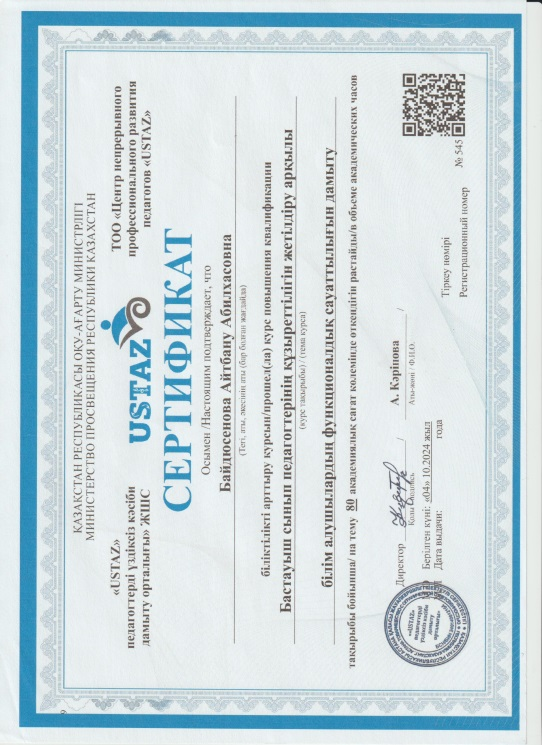 ҚАЗАҚСТАН РЕСПУБЛИКАСЫ ОҚУ-АҒАРТУ МИНИСТРЛІГІ
МИНИСТЕРСТВО ПРОСВЕЩЕНИЯ РЕСПУБЛИКИ КАЗАХСТАН
«USTAZ»
педагогтерді үздіксіз кәсіби
дамыту орталығы» ЖШС
USTAZ
ТОО «Центр непрерывного
профессионального развития
педагогов «USTAZ»
СЕРТИФИКАТ
Осымен /Настоящим подтверждает, что
Байдюсенова Айтбану Абилхасовна
(Тегі, аты, әкесінің аты (бар болған жағдайда)
біліктілікті арттыру курсын/прошел(ла) курс повышения квалификации
Бастауыш сынып педагогтерінің құзыреттілігін жетілдіру арқылы
(курс тақырыбы) / (тема курса)
білім алушылардың функционалдық сауаттылығын дамыту
тақырыбы бойынша/ на тему 80 академиялық сағат көлемінде өткендігін растайды/в объеме академических часов
Директор / А. Кәріпова /
Қолы /подпись Аты-жөні / Ф.И.О.
Берілген күні: «04» 10.2024 жыл
Дата выдачи: года
Тіркеу нөмірі
Регистрационный номер № 545